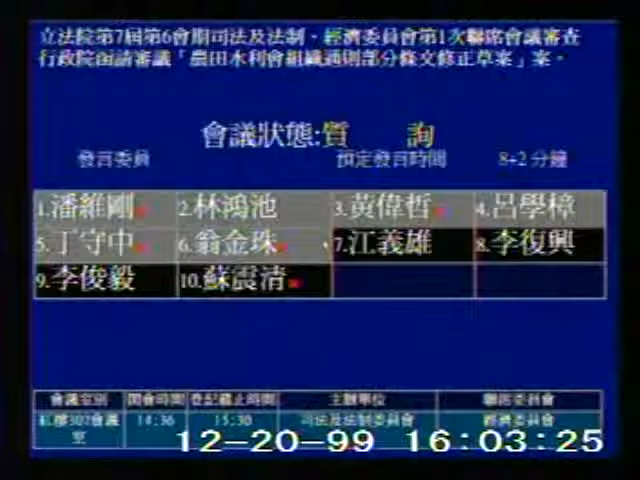 立法院第7屆第6會期司法及法制、經濟委員會第1次聯席會議審查
行政院函請審議「農田水利會組織通則部分條文修正草案」案。
會議狀態:質 詢
發言委員 預定發言時間 8+2分鐘
1.潘維剛 2.林鴻池 3.黃偉哲 4.呂學樟
5.丁守中 6.翁金珠 7.江義雄 8.李復興
9.李俊毅 10.蘇震清
會議室別 開會時間 登記截止時間 主辦單位 聯席委員會
紅樓302會議 14:36 15:30 司法及法制委員會 經濟委員會
室
12-20-99 16:03:25